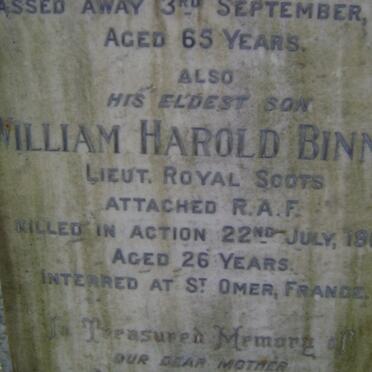 ASSED AWAY 3RD SEPTEMBER,
AGED 65 YEARS.
ALSO
HIS ELDEST SON
WILLIAM HAROLD BINN
LIEUT. ROYAL SCOTS
ATTACHED R.A.F.
KILLED IN ACTION 22ND JULY, 19
AGED 26 YEARS.
INTERRED AT ST OMER, FRANCE.
In Treasured Memory of
OUR DEAR MOTHER